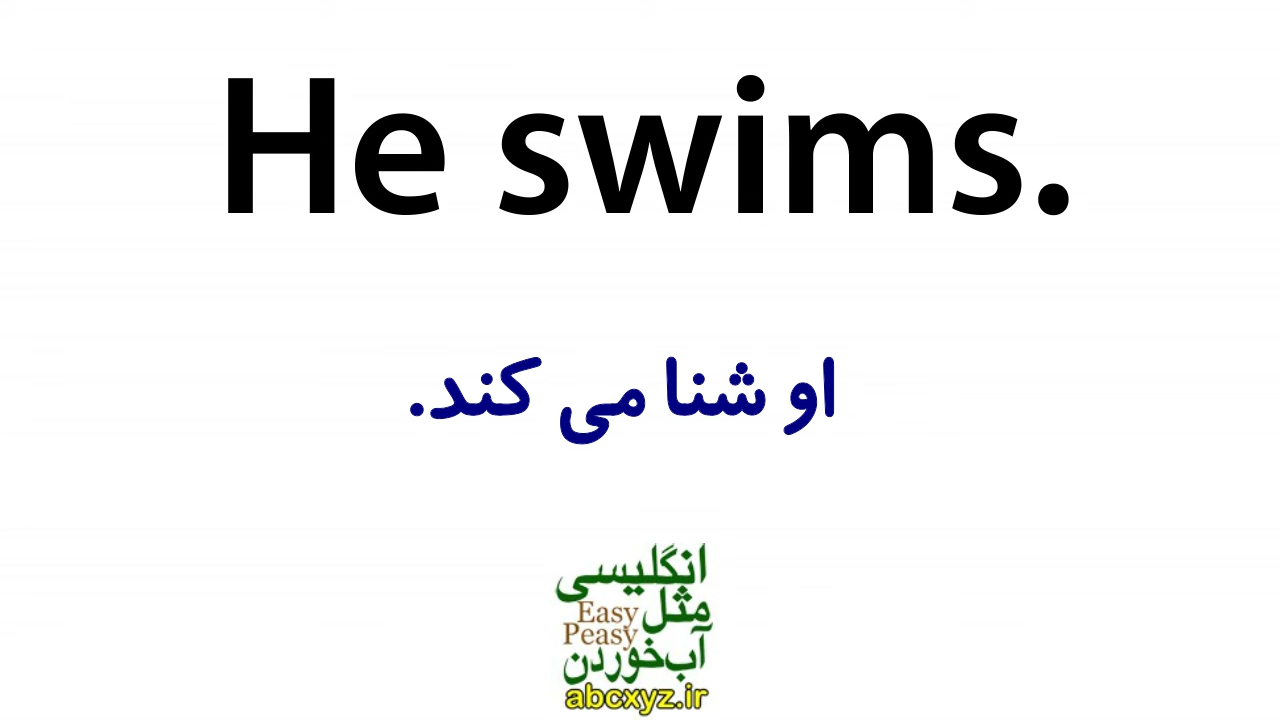 He swims.
او شنا می کند.
انگلیسی
مثل Easy
Peasy
آب‌خوردن
abcxyz.ir